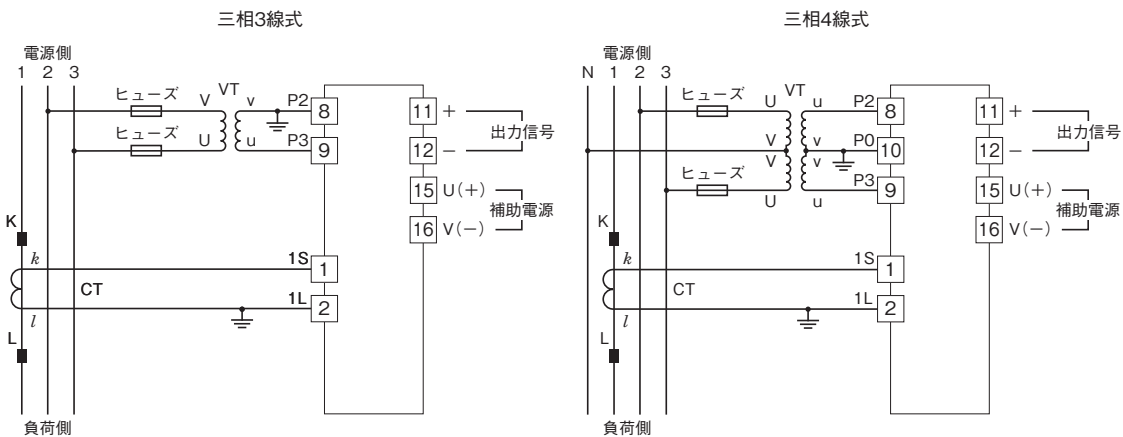 三相3線式
電源側
1 2 3
ヒューズ
V
VT
v
P2
8
11 +
出力信号
ヒューズ
U
u
P3
9
12 −
15 U(+)
補助電源
16 V(−)
K
k
1S
1
CT
1L
2
l
L
負荷側
三相4線式
電源側
N 1 2 3
ヒューズ
U
VT
u
P2
8
11 +
出力信号
V
v
P0
10
12 −
ヒューズ
V
v
U
u
P3
9
15 U(+)
補助電源
16 V(−)
K
k
1S
1
CT
1L
2
l
L
負荷側